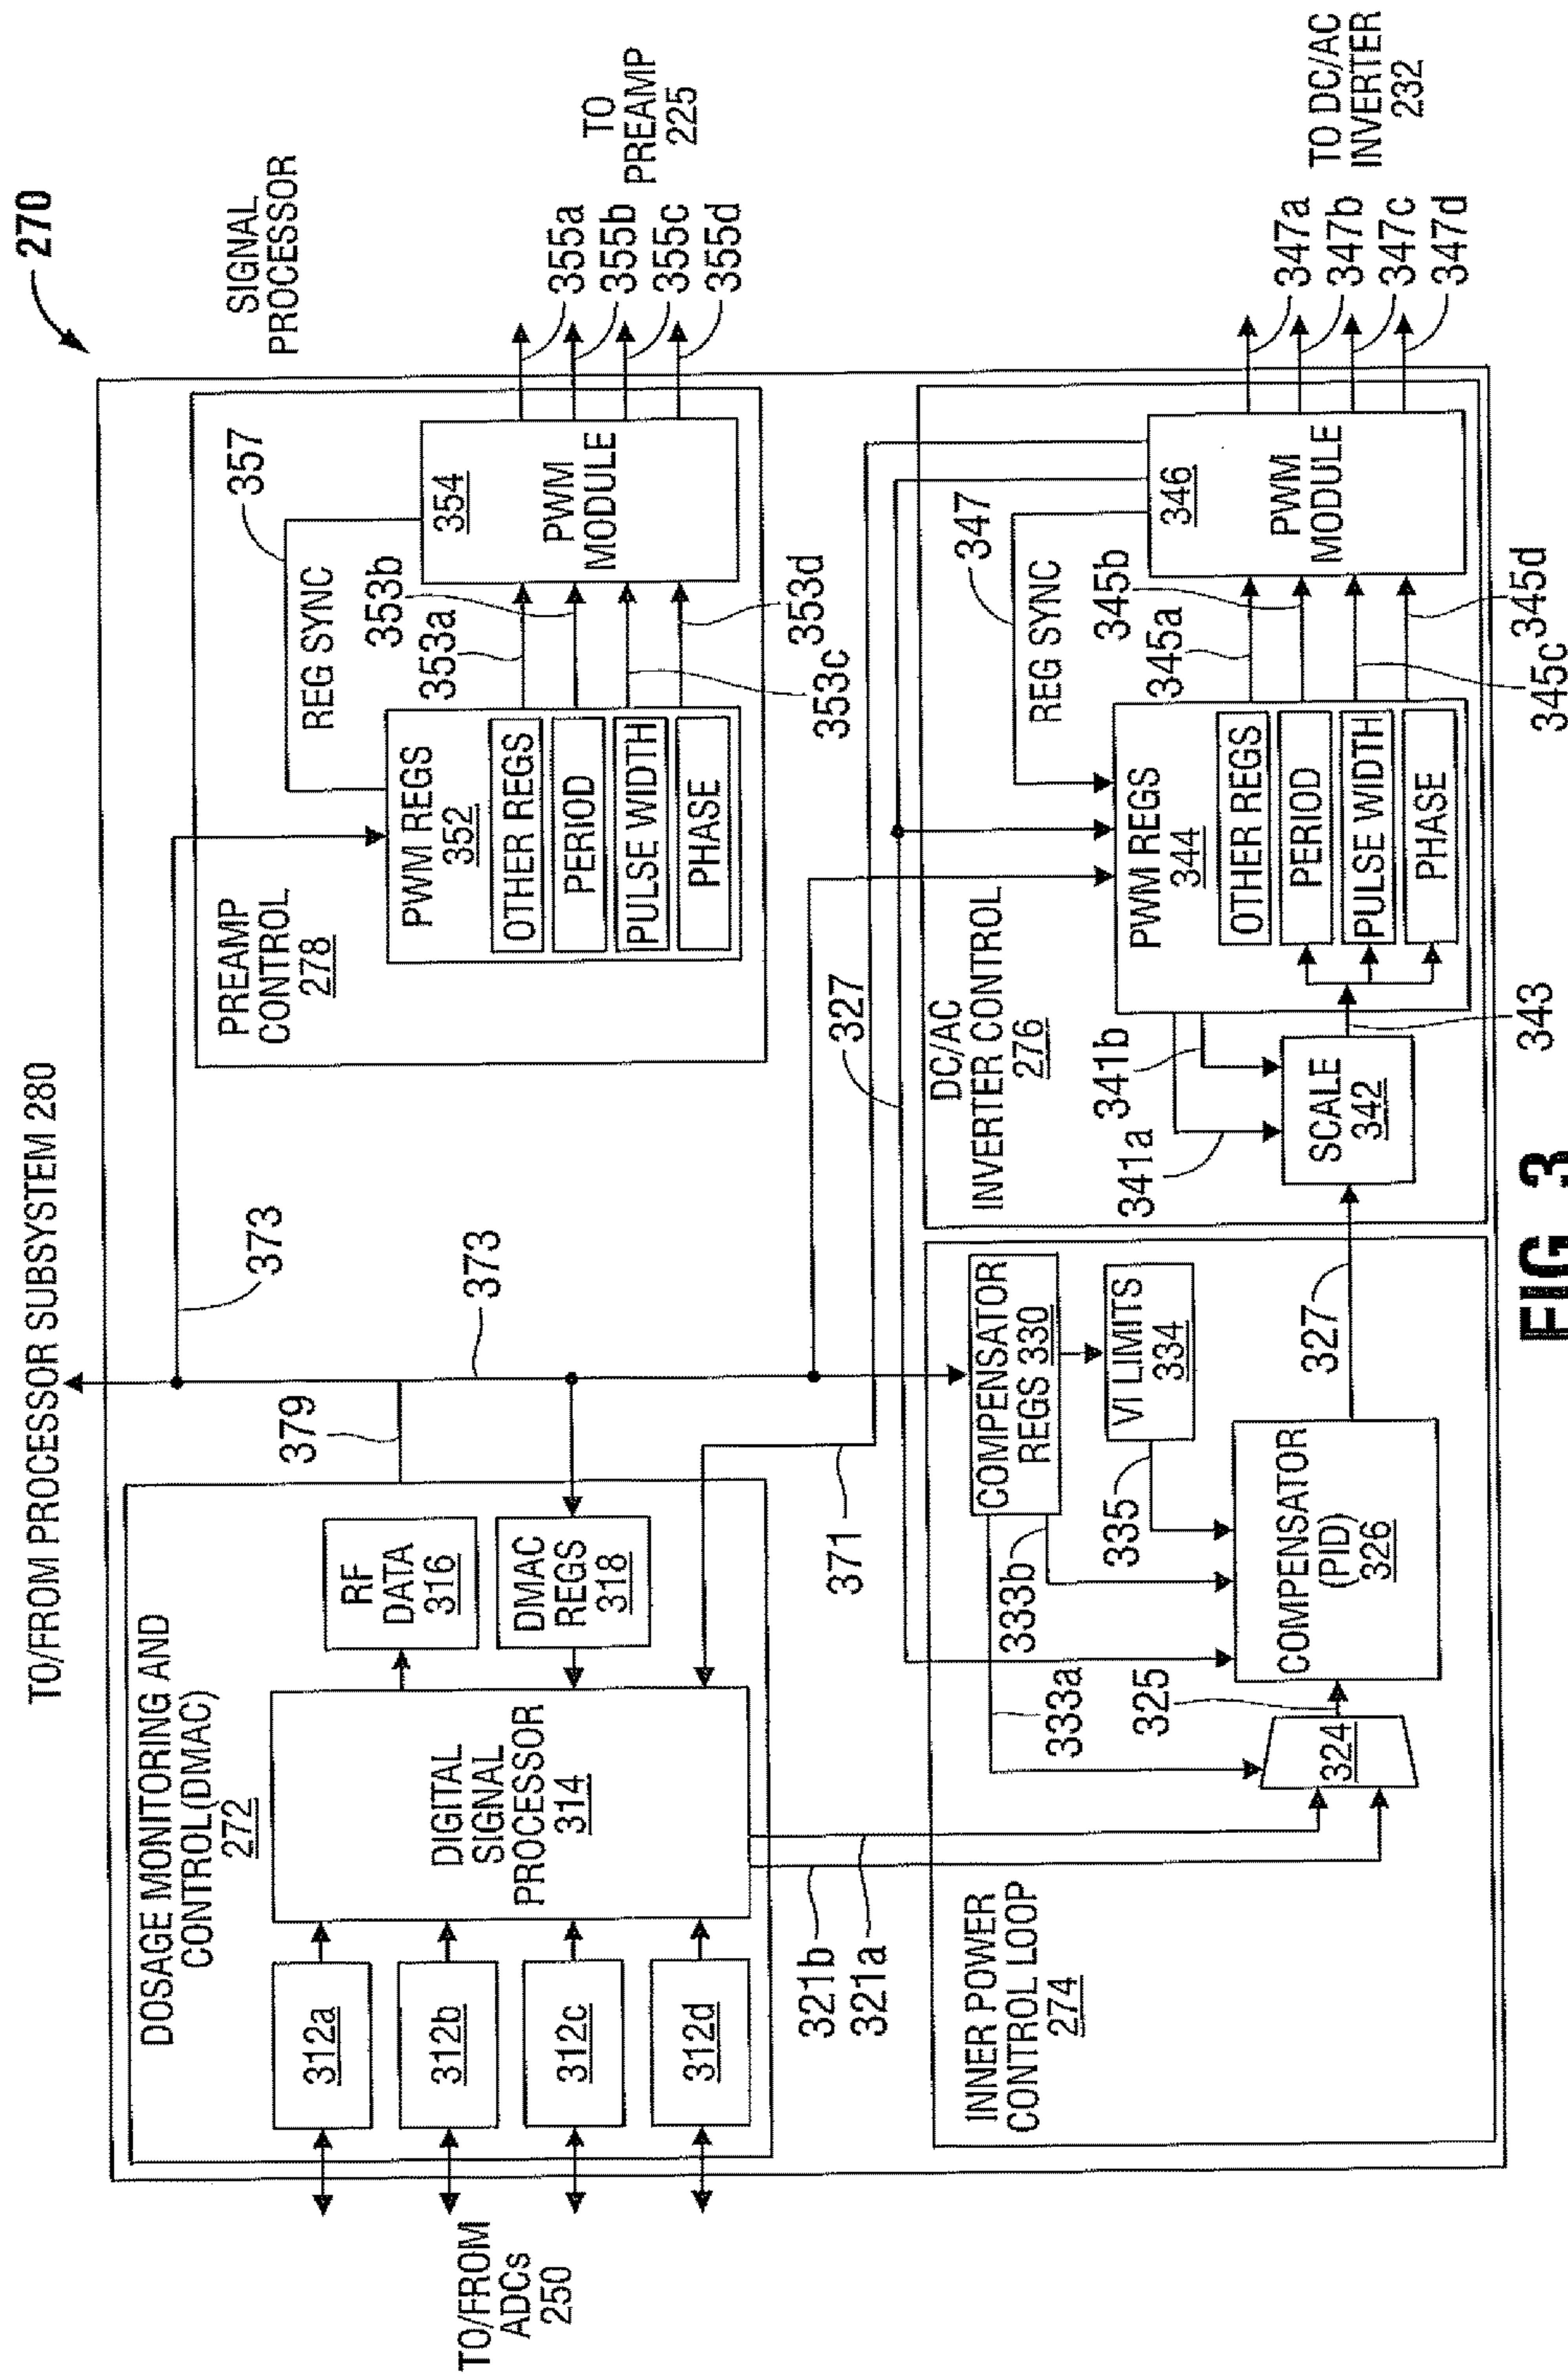 270
SIGNAL
PROCESSOR
TO/FROM PROCESSOR SUBSYSTEM 280
373
379
373
DOSAGE MONITORING AND
CONTROL(DMAC)
272
312a
312b
312c
312d
TO/FROM
ADCs
250
DIGITAL
SIGNAL
PROCESSOR
314
RF
DATA
316
DMAC
REGS
318
371
321b
321a
PREAMP
CONTROL
278
PWM REGS
352
OTHER REGS
PERIOD
PULSE WIDTH
PHASE
REG SYNC
357
353a
353b
353c
353d
354
PWM
MODULE
355a
355b
355c
355d
TO
PREAMP
225
INNER POWER
CONTROL LOOP
274
324
325
333a
333b
335
COMPENSATOR
REGS 330
VI LIMITS
334
COMPENSATOR
(PID)
326
327
327
DC/AC
INVERTER CONTROL
276
341a
341b
SCALE
342
343
PWM REGS
344
OTHER REGS
PERIOD
PULSE WIDTH
PHASE
REG SYNC
347
345a
345b
345c
345d
346
PWM
MODULE
347a
347b
347c
347d
TO DC/AC
INVERTER
232
FIG. 3